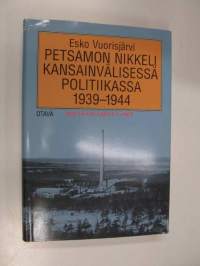 Esko Vuorisjärvi
PETSAMON NIKKELI
KANSAINVÄLISESSÄ
POLITIIKASSA
1939–1944
OTAVA